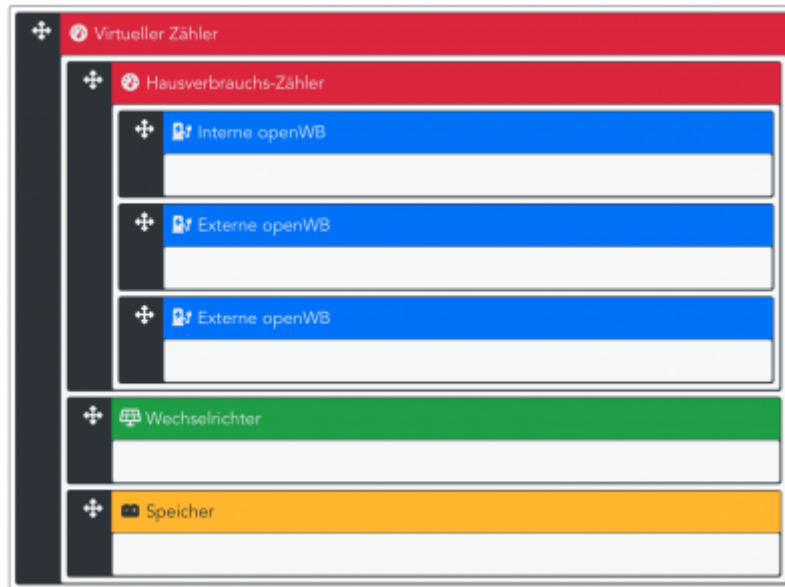 Virtueller Zähler
Hausverbrauchs-Zähler
Interne openWB
Externe openWB
Externe openWB
Wechselrichter
Speicher